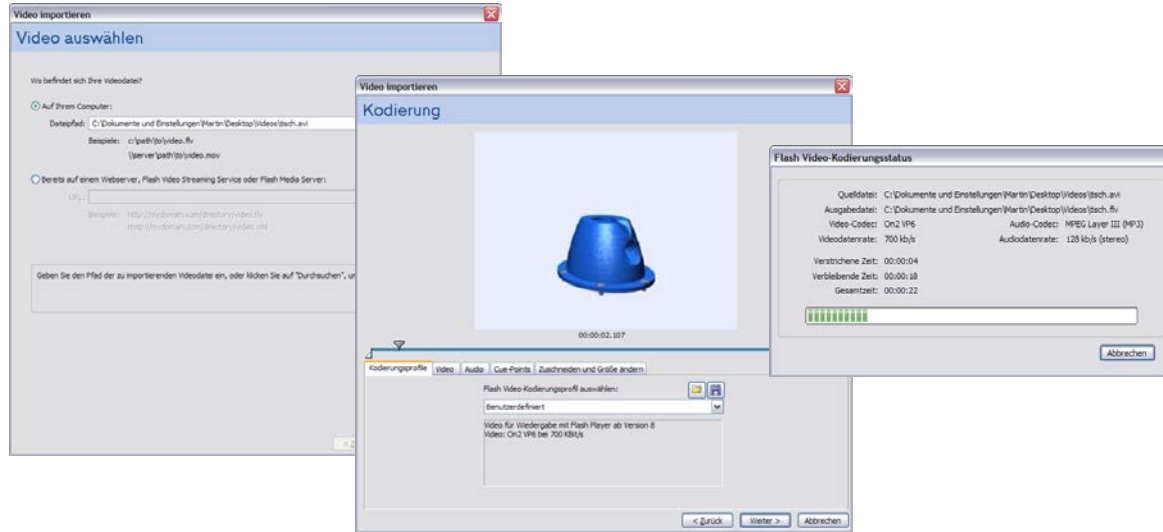 Video importieren
Video auswählen
Wo befindet sich Ihre Videodatei?
Auf Ihrem Computer:
Dateipfad: C:\Dokumente und Einstellungen\Martin\Desktop\Videos\tisch.avi
Beispiele: c:\path\to\video.flv
\\server\path\to\video.mov
Bereits auf einem Webserver, Flash Video Streaming Service oder Flash Media Server:
URL:
Beispiele: http://mydomain.com/directory/video.flv
rtmp://mydomain.com/directory/video.xml
Geben Sie den Pfad der zu importierenden Videodatei ein, oder klicken Sie auf "Durchsuchen",
Video importieren
Kodierung
00:00:02.107
Kodierungsprofile Video Audio Cue-Points Zuschneiden und Größe ändern
Flash Video-Kodierungsprofil auswählen:
Benutzerdefiniert
Video für Wiedergabe mit Flash Player ab Version 8
Video: On2 VP6 bei 700 KBit/s
< Zurück Weiter > Abbrechen
Flash Video-Kodierungsstatus
Quelldatei: C:\Dokumente und Einstellungen\Martin\Desktop\Videos\tisch.avi
Ausgabedatei: C:\Dokumente und Einstellungen\Martin\Desktop\Videos\tisch.flv
Video-Codec: On2 VP6 Audio-Codec: MPEG Layer III (MP3)
Videodatenrate: 700 kb/s Audiodatenrate: 128 kb/s (stereo)
Verstrichene Zeit: 00:00:04
Verbleibende Zeit: 00:00:18
Gesamtzeit: 00:00:22
Abbrechen